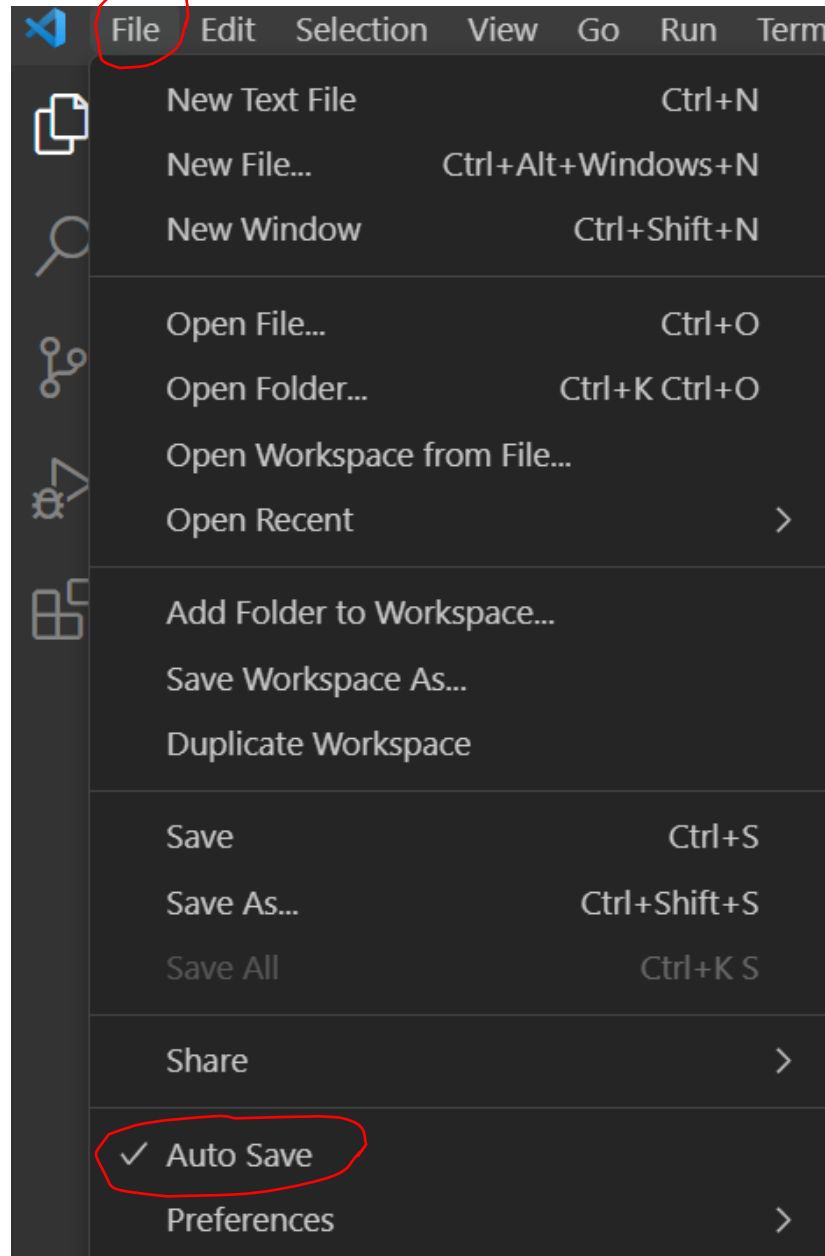 File Edit Selection View Go Run Term
New Text File Ctrl+N
New File... Ctrl+Alt+Windows+N
New Window Ctrl+Shift+N
Open File... Ctrl+O
Open Folder... Ctrl+K Ctrl+O
Open Workspace from File...
Open Recent
Add Folder to Workspace...
Save Workspace As...
Duplicate Workspace
Save Ctrl+S
Save As... Ctrl+Shift+S
Save All Ctrl+K S
Share
Auto Save
Preferences